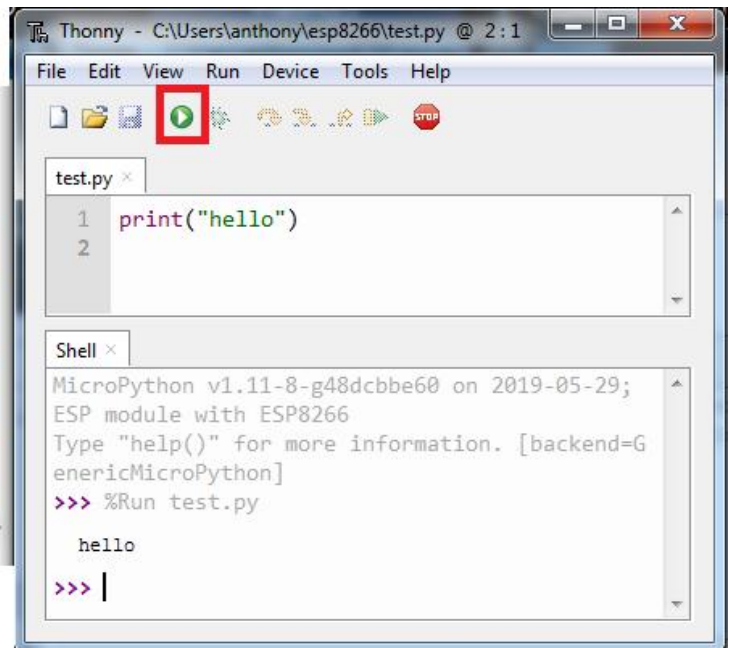 Thonny - C:\Users\anthony\esp8266\test.py @ 2:1
File Edit View Run Device Tools Help
STOP
test.py ×
1 print("hello")
2
Shell ×
MicroPython v1.11-8-g48dcbbe60 on 2019-05-29;
ESP module with ESP8266
Type "help()" for more information. [backend=G
enericMicroPython]
>>> %Run test.py
hello
>>>